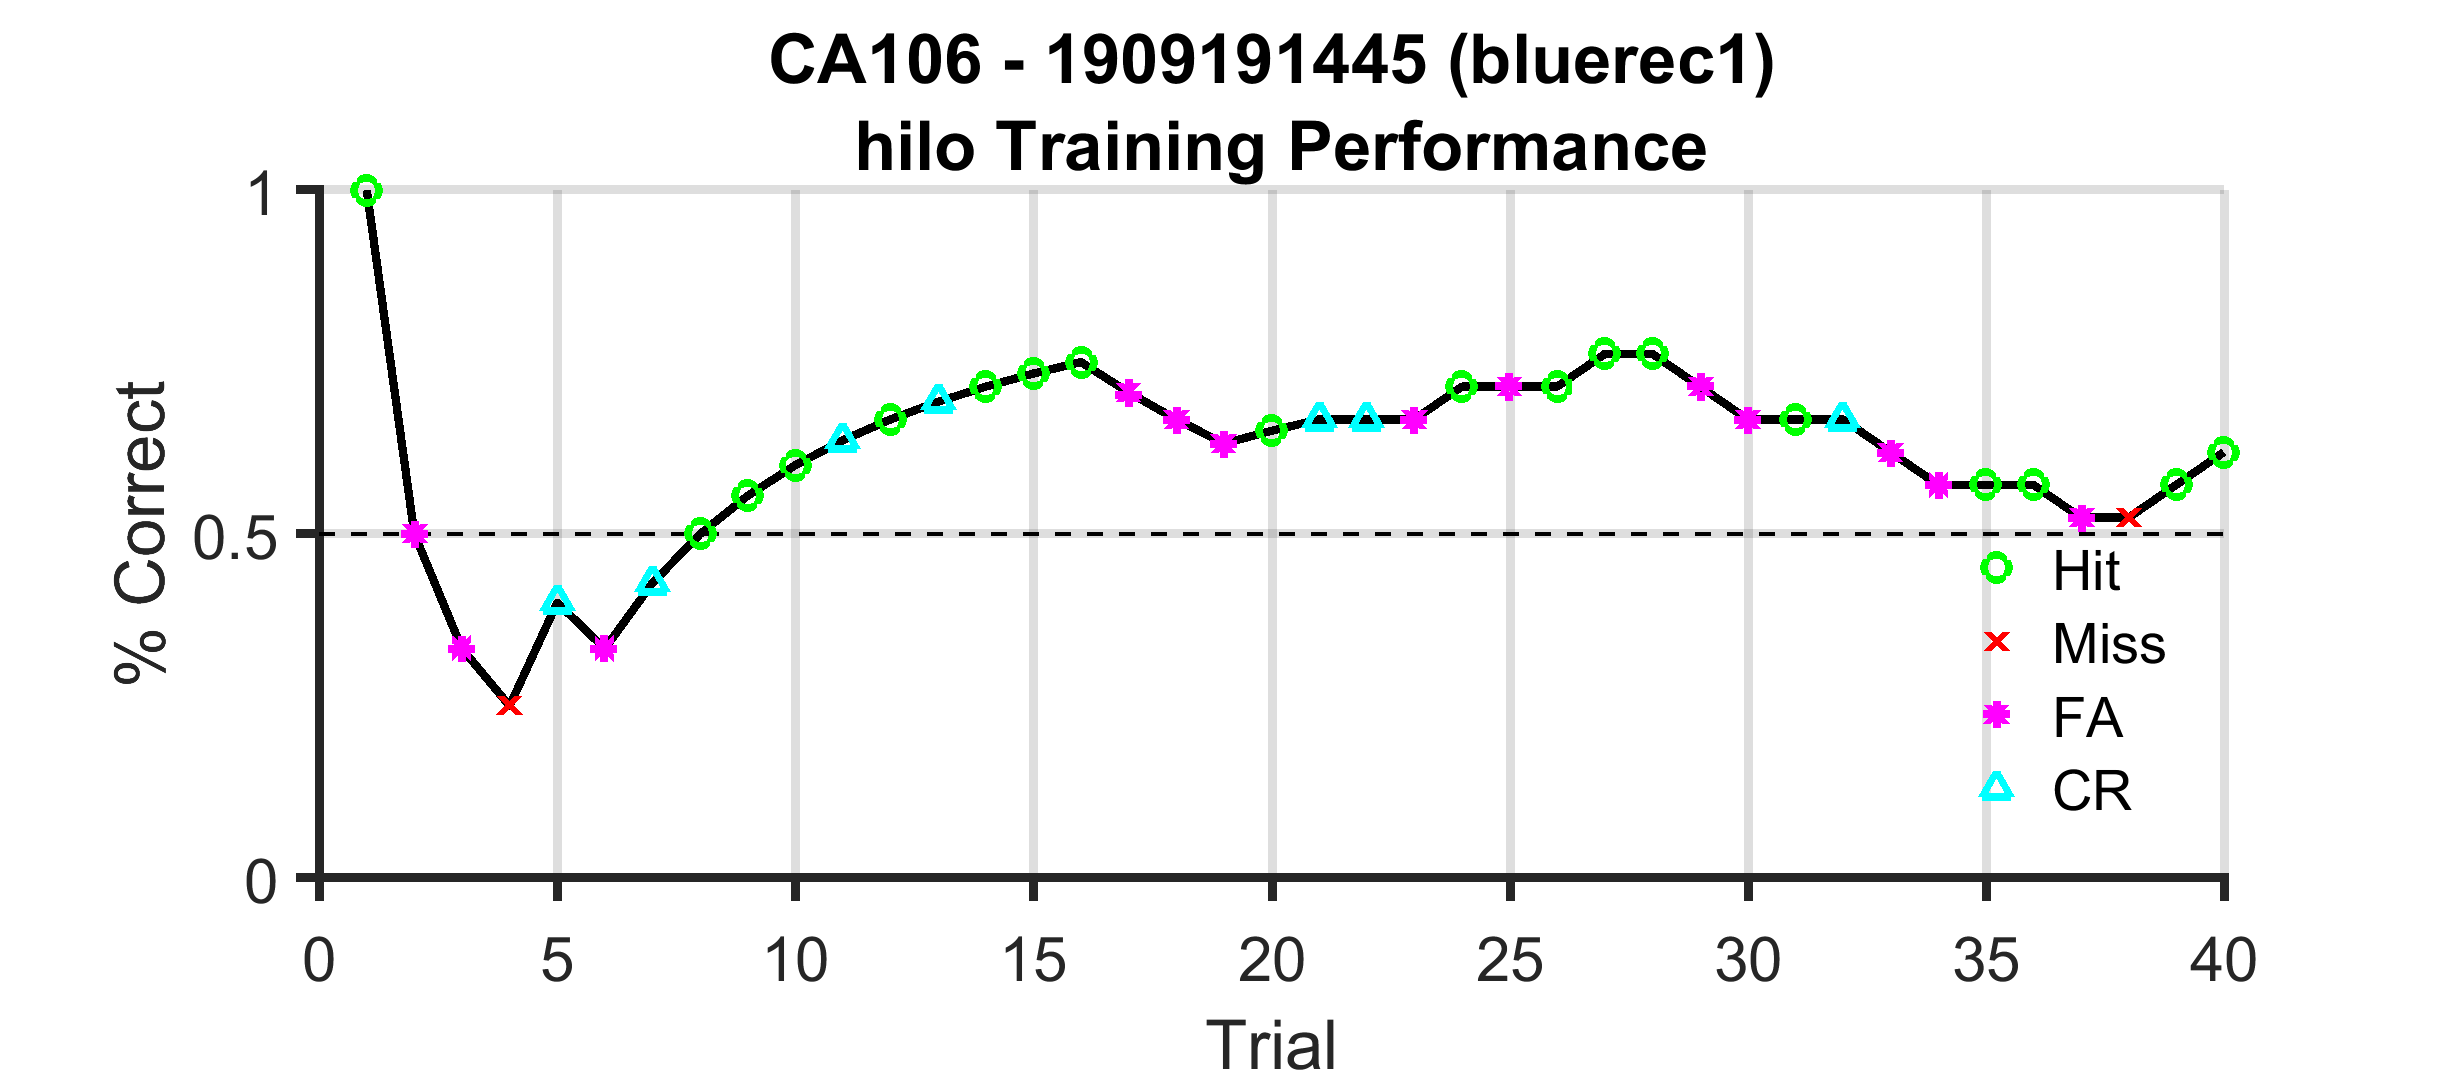 CA106 - 1909191445 (bluerec1)
hilo Training Performance
% Correct
1
0.5
0
Hit
Miss
FA
CR
0 5 10 15 20 25 30 35 40
Trial